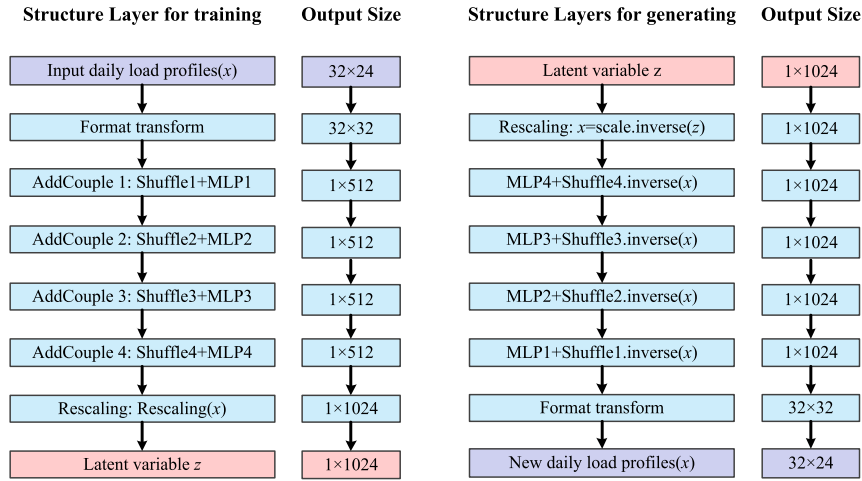 Structure Layer for training
Output Size
Input daily load profiles(x)
32×24
Format transform
32×32
AddCouple 1: Shuffle1+MLP1
1×512
AddCouple 2: Shuffle2+MLP2
1×512
AddCouple 3: Shuffle3+MLP3
1×512
AddCouple 4: Shuffle4+MLP4
1×512
Rescaling: Rescaling(x)
1×1024
Latent variable z
1×1024
Structure Layers for generating
Output Size
Latent variable z
1×1024
Rescaling: x=scale.inverse(z)
1×1024
MLP4+Shuffle4.inverse(x)
1×1024
MLP3+Shuffle3.inverse(x)
1×1024
MLP2+Shuffle2.inverse(x)
1×1024
MLP1+Shuffle1.inverse(x)
1×1024
Format transform
32×32
New daily load profiles(x)
32×24